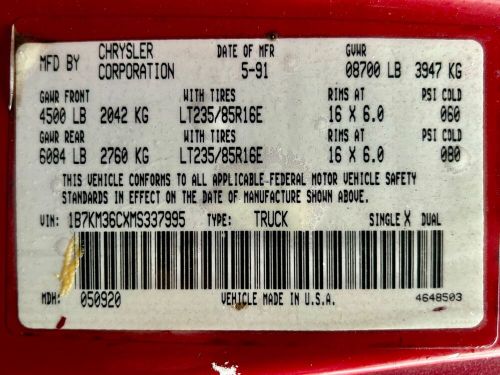 MFD BY CHRYSLER CORPORATION DATE OF MFR 5-91 GVWR 08700 LB 3947 KG
GAWR FRONT WITH TIRES RIMS AT PSI COLD
4500 LB 2042 KG LT235/85R16E 16 X 6.0 060
GAWR REAR WITH TIRES RIMS AT PSI COLD
6084 LB 2760 KG LT235/85R16E 16 X 6.0 080
THIS VEHICLE CONFORMS TO ALL APPLICABLE FEDERAL MOTOR VEHICLE SAFETY
STANDARDS IN EFFECT ON THE DATE OF MANUFACTURE SHOWN ABOVE.
VIN: 1B7KM36CXMS337995 TYPE: TRUCK SINGLE X DUAL
MDH: 050920 VEHICLE MADE IN U.S.A. 4648503